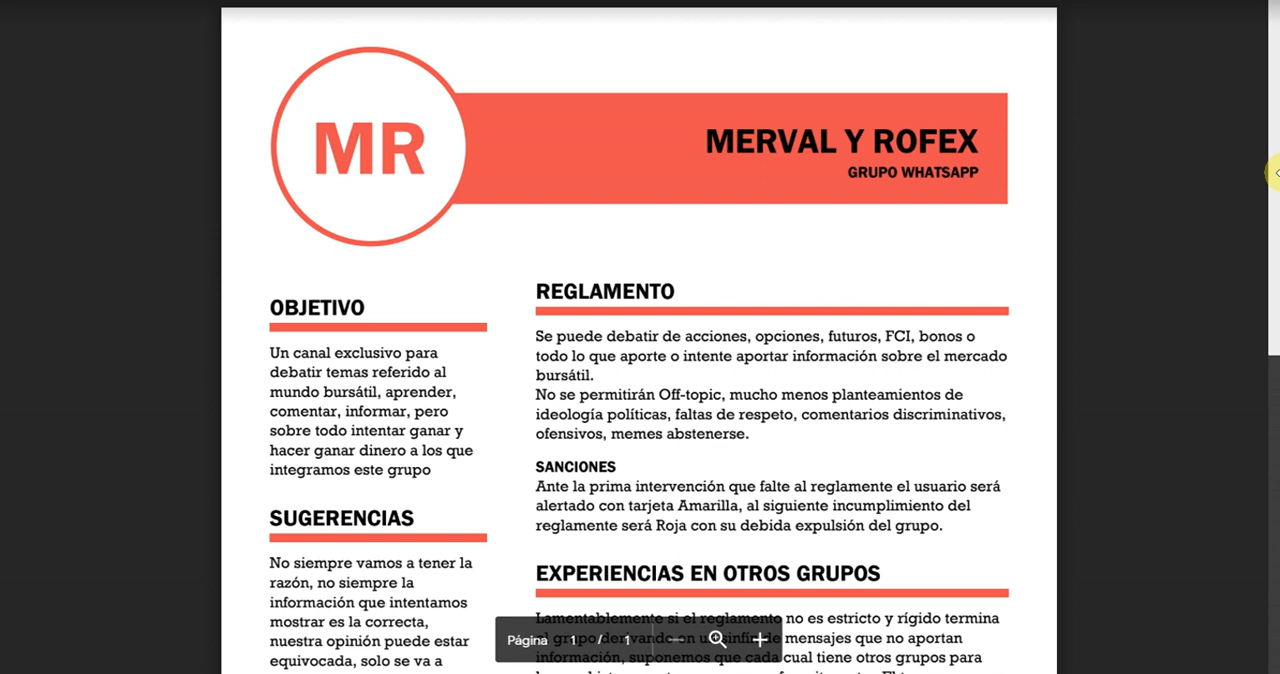 MR
MERVAL Y ROFEX
GRUPO WHATSAPP
OBJETIVO
Un canal exclusivo para
debatir temas referido al
mundo bursátil, aprender,
comentar, informar, pero
sobre todo intentar ganar y
hacer ganar dinero a los que
integramos este grupo
SUGERENCIAS
No siempre vamos a tener la
razón, no siempre la
información que intentamos
mostrar es la correcta,
nuestra opinión puede estar
equivocada, solo se va a
REGLAMENTO
Se puede debatir de acciones, opciones, futuros, FCI, bonos o
todo lo que aporte o intente aportar información sobre el mercado
bursátil.
No se permitirán Off-topic, mucho menos planteamientos de
ideología políticas, faltas de respeto, comentarios discriminativos,
ofensivos, memes abstenerse.
SANCIONES
Ante la prima intervención que falte al reglamente el usuario será
alertado con tarjeta Amarilla, al siguiente incumplimiento del
reglamente será Roja con su debida expulsión del grupo.
EXPERIENCIAS EN OTROS GRUPOS
Lamentablemente si el reglamento no es estricto y rígido termina
el grupo derivando en un sinfín de mensajes que no aportan
información, suponemos que cada cual tiene otros grupos para
Página 1 / 1